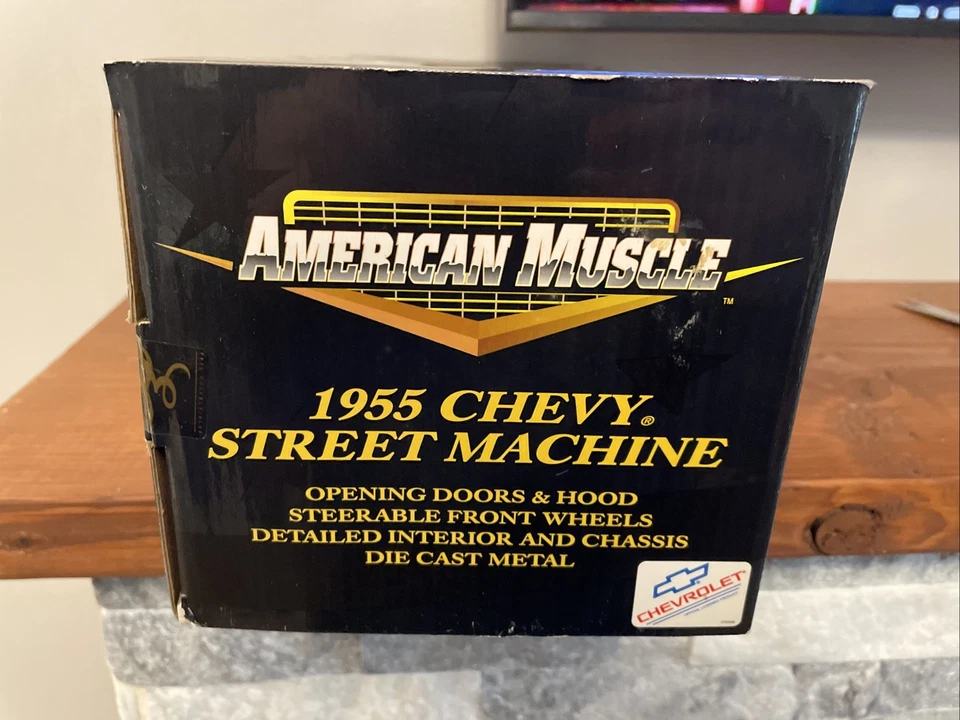 AMERICAN MUSCLE
™
1955 CHEVY®
STREET MACHINE
OPENING DOORS & HOOD
STEERABLE FRONT WHEELS
DETAILED INTERIOR AND CHASSIS
DIE CAST METAL
CHEVROLET